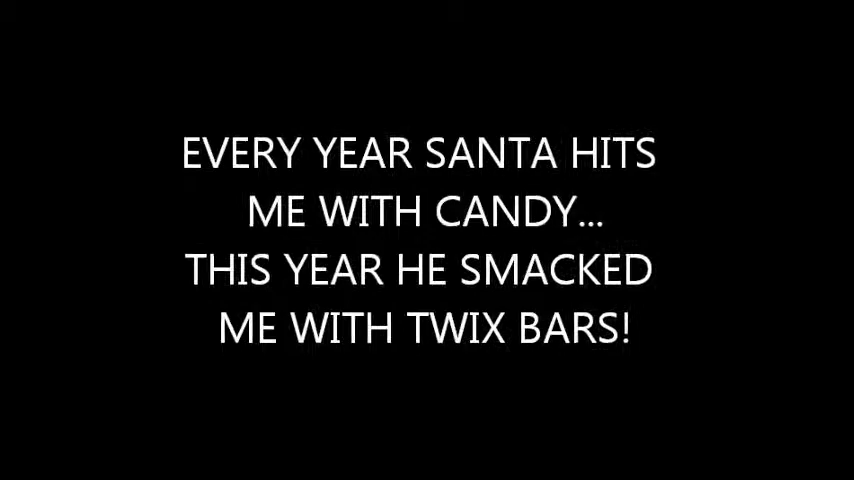 EVERY YEAR SANTA HITS
ME WITH CANDY...
THIS YEAR HE SMACKED
ME WITH TWIX BARS!